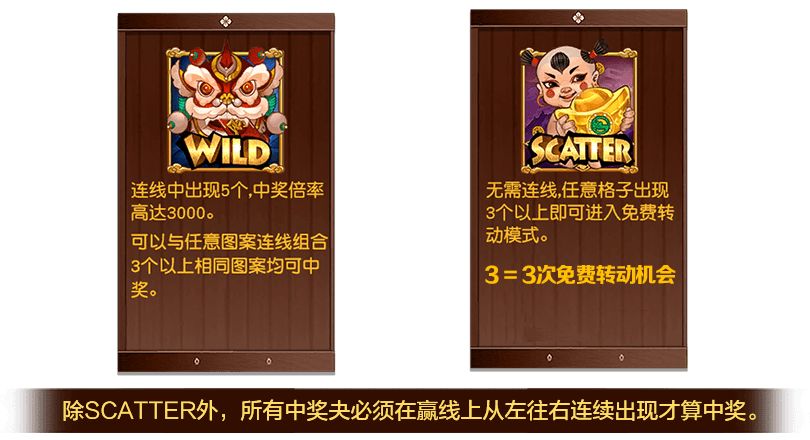 WILD
连线中出现5个,中奖倍率
高达3000。
可以与任意图案连线组合
3个以上相同图案均可中
奖。
SCATTER
无需连线,任意格子出现
3个以上即可进入免费转
动模式。
3=3次免费转动机会
除SCATTER外，所有中奖夬必须在赢线上从左往右连续出现才算中奖。